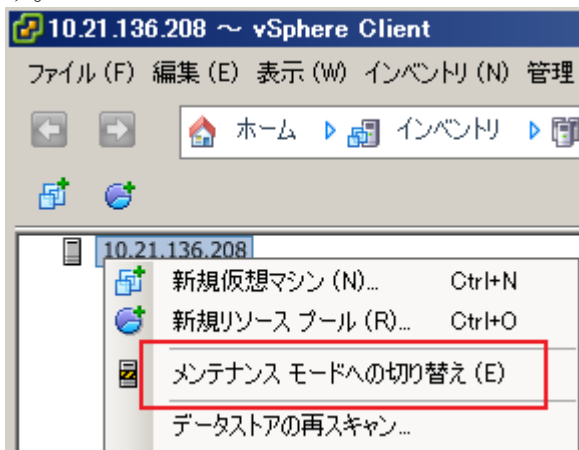 10.21.136.208 ～ vSphere Client
ファイル (F) 編集 (E) 表示 (W) インベントリ (N) 管理
ホーム インベントリ
10.21.136.208
新規仮想マシン (N)... Ctrl+N
新規リソース プール (R)... Ctrl+O
メンテナンス モードへの切り替え (E)
データストアの再スキャン...